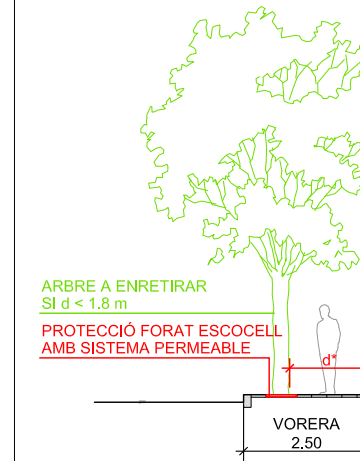 ARBRE A ENRETIRAR
SI d < 1.8 m
PROTECCIÓ FORAT ESCOCELL
AMB SISTEMA PERMEABLE
d*
VORERA
2.50